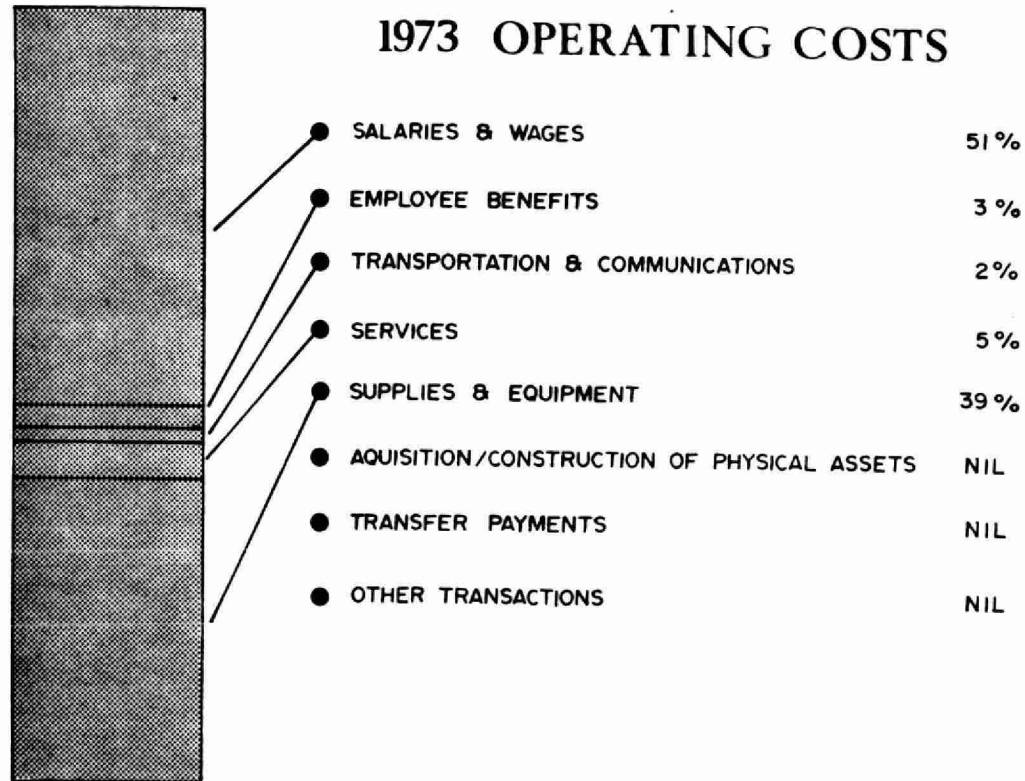 1973 OPERATING COSTS
● SALARIES & WAGES 51%
● EMPLOYEE BENEFITS 3%
● TRANSPORTATION & COMMUNICATIONS 2%
● SERVICES 5%
● SUPPLIES & EQUIPMENT 39%
● AQUISITION/CONSTRUCTION OF PHYSICAL ASSETS NIL
● TRANSFER PAYMENTS NIL
● OTHER TRANSACTIONS NIL